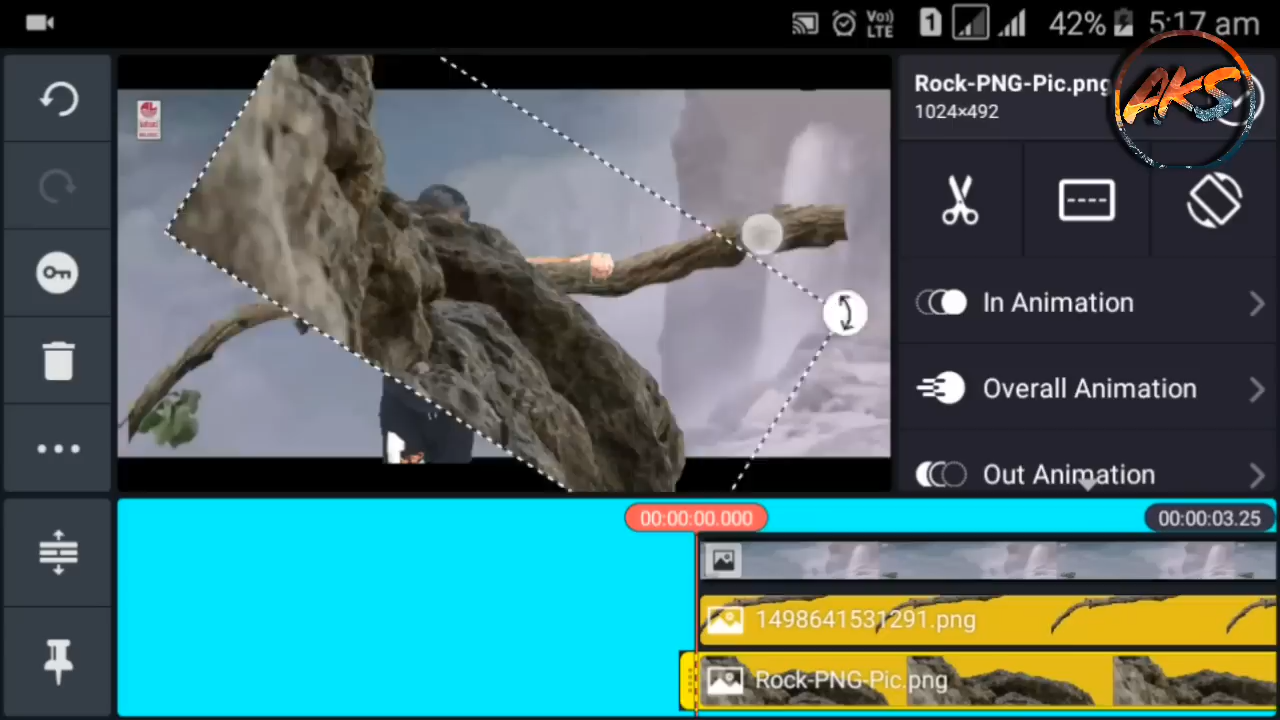 Vo)) 1 42% 5:17 am
LTE
Rock-PNG-Pic.png
1024×492
AKS
In Animation
Overall Animation
Out Animation
00:00:00.000
00:00:03.25
1498641531291.png
Rock-PNG-Pic.png